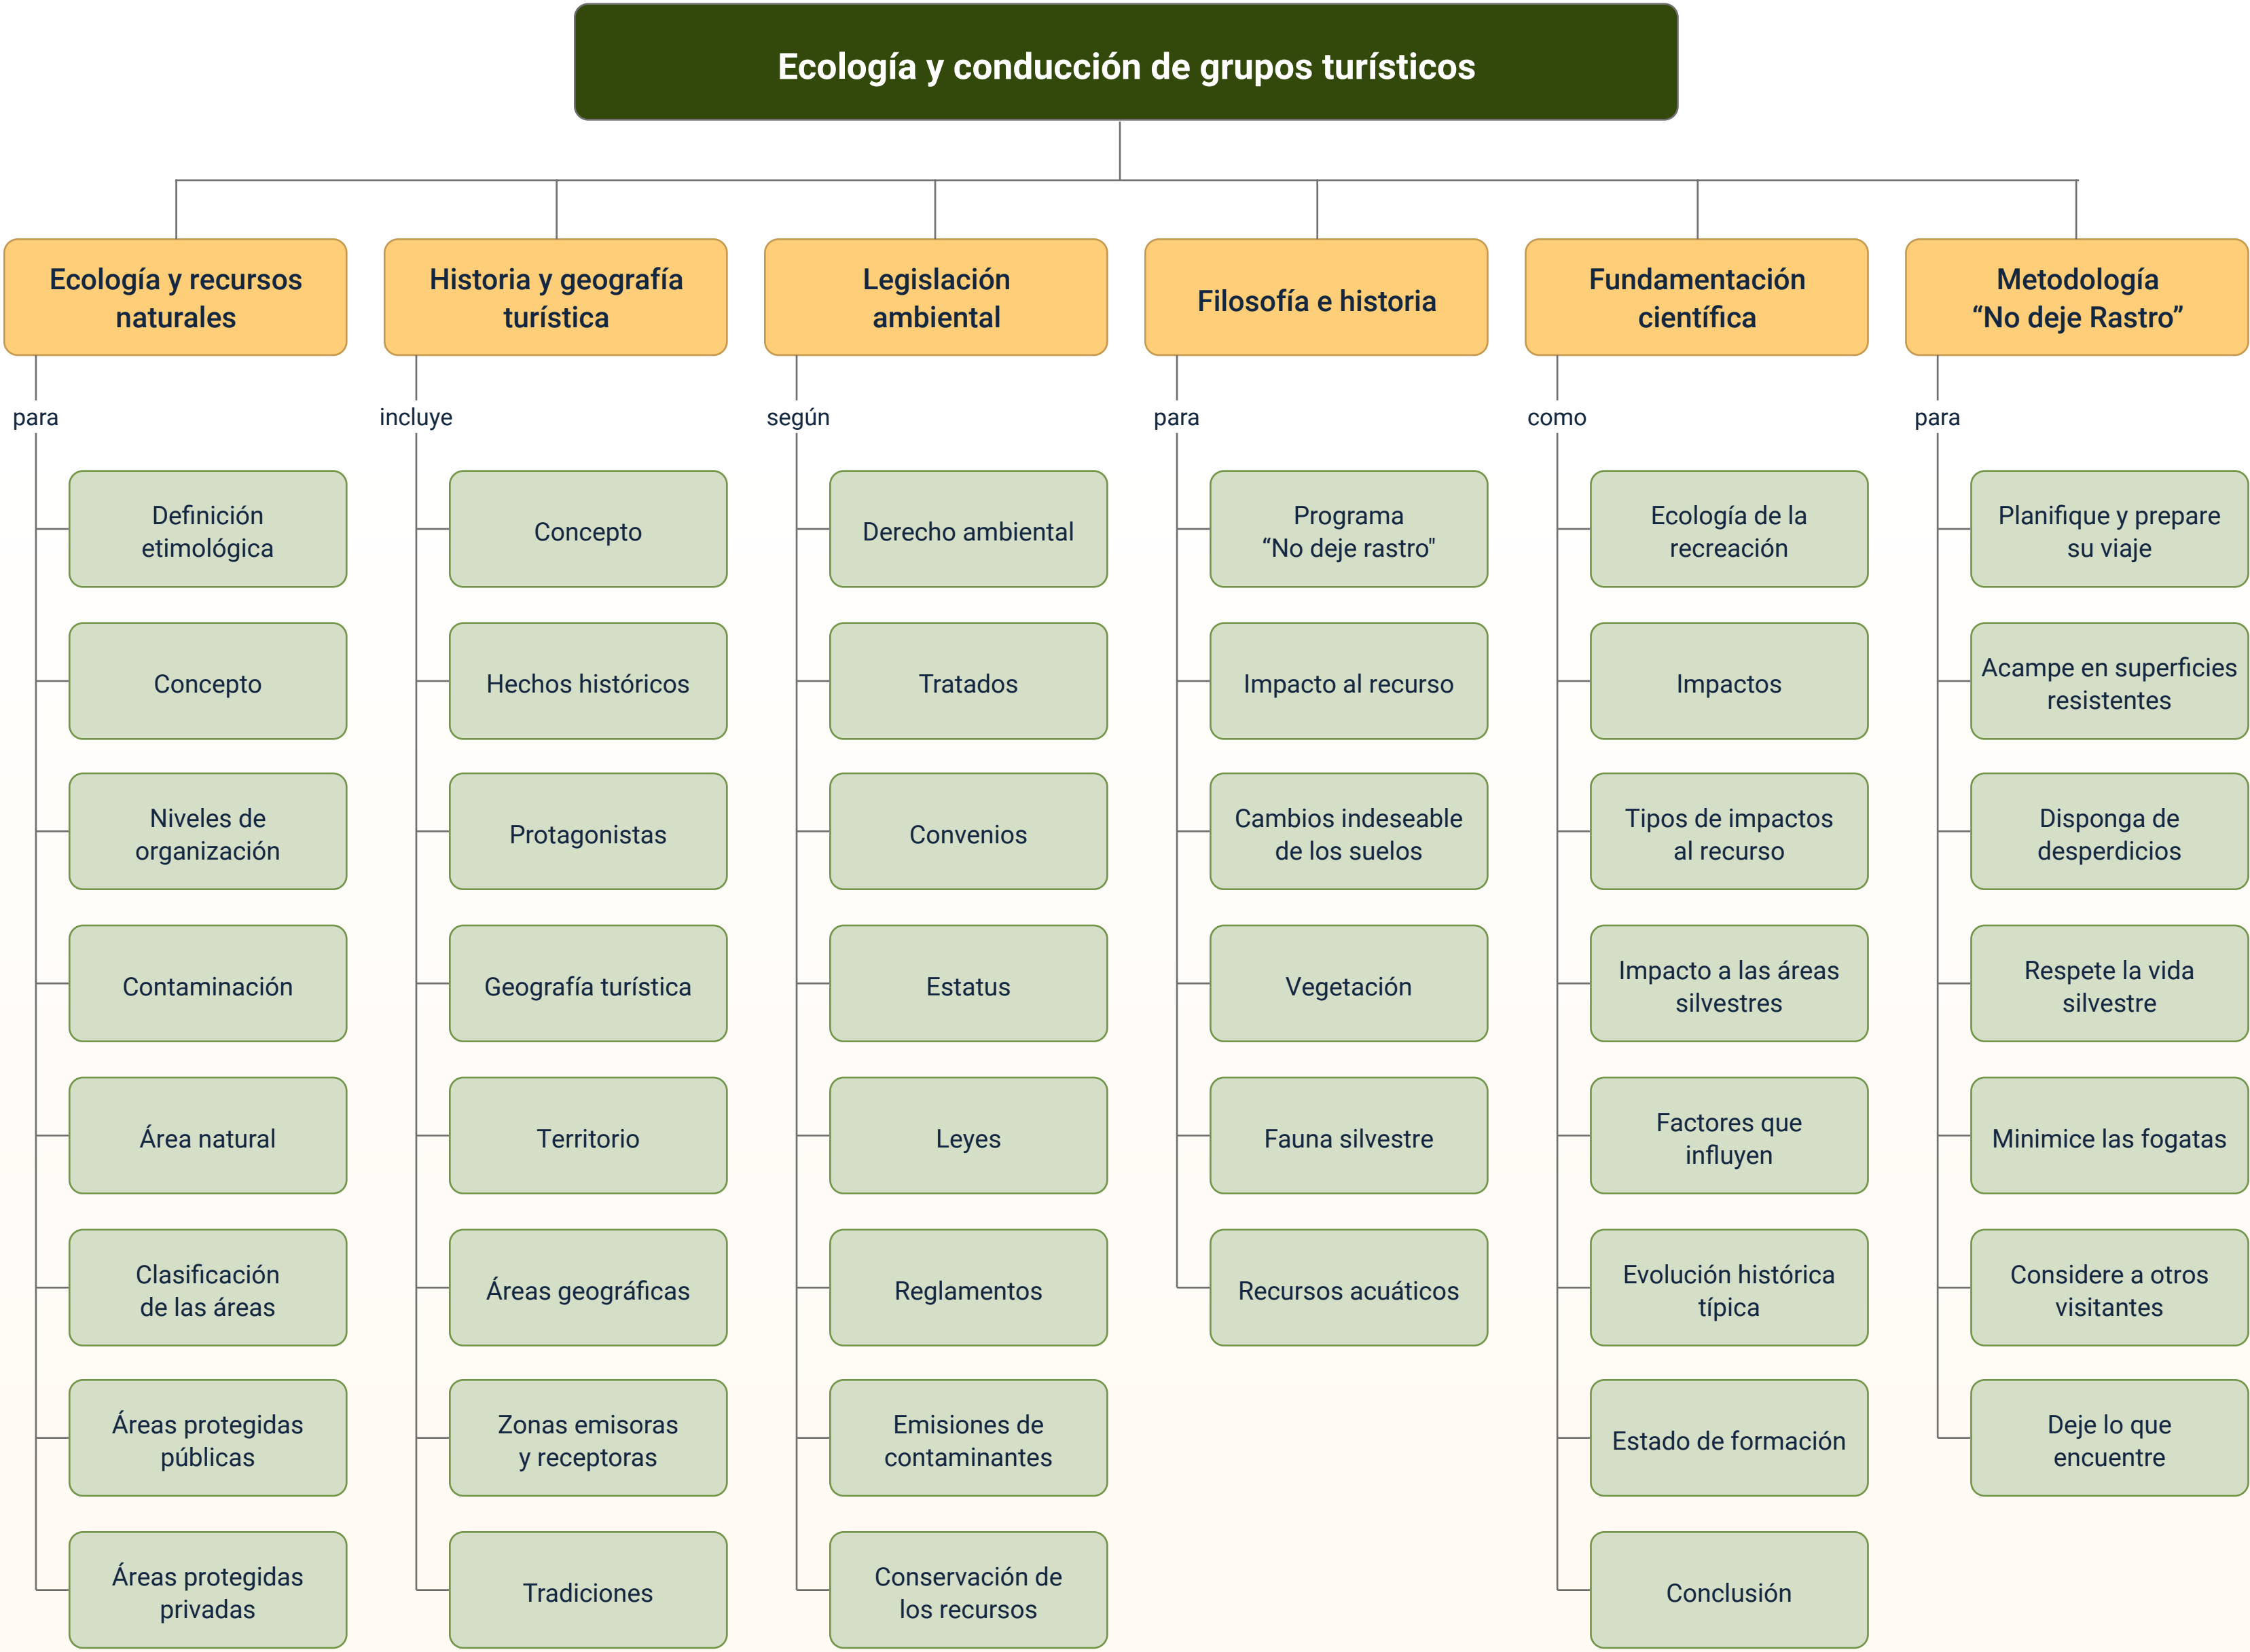 Ecología y conducción de grupos turísticos
Ecología y recursos
naturales
para
Definición
etimológica
Concepto
Niveles de
organización
Contaminación
Área natural
Clasificación
de las áreas
Áreas protegidas
públicas
Áreas protegidas
privadas
Historia y geografía
turística
incluye
Concepto
Hechos históricos
Protagonistas
Geografía turística
Territorio
Áreas geográficas
Zonas emisoras
y receptoras
Tradiciones
Legislación
ambiental
según
Derecho ambiental
Tratados
Convenios
Estatus
Leyes
Reglamentos
Emisiones de
contaminantes
Conservación de
los recursos
Filosofía e historia
para
Programa
“No deje rastro"
Impacto al recurso
Cambios indeseable
de los suelos
Vegetación
Fauna silvestre
Recursos acuáticos
Fundamentación
científica
como
Ecología de la
recreación
Impactos
Tipos de impactos
al recurso
Impacto a las áreas
silvestres
Factores que
influyen
Evolución histórica
típica
Estado de formación
Conclusión
Metodología
“No deje Rastro”
para
Planifique y prepare
su viaje
Acampe en superficies
resistentes
Disponga de
desperdicios
Respete la vida
silvestre
Minimice las fogatas
Considere a otros
visitantes
Deje lo que
encuentre